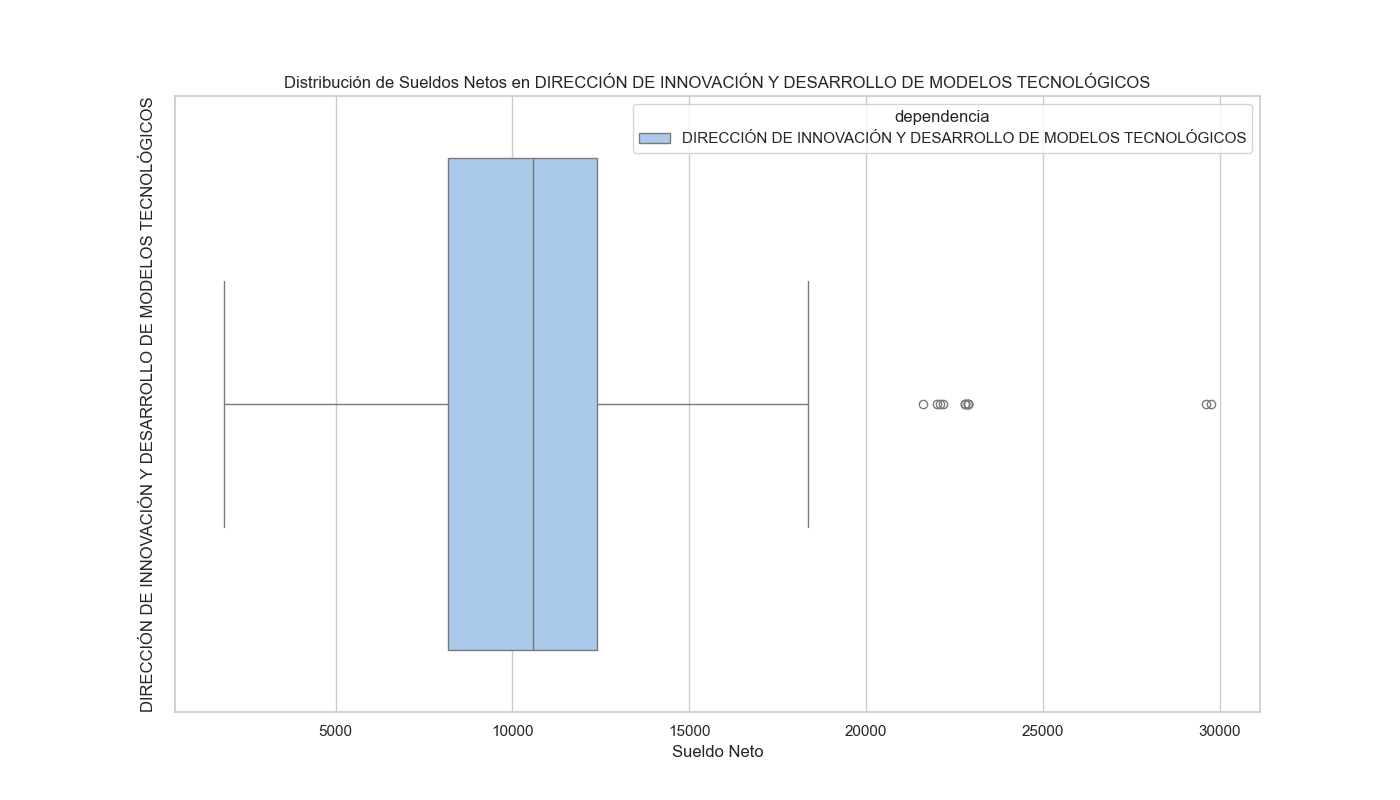 Distribución de Sueldos Netos en DIRECCIÓN DE INNOVACIÓN Y DESARROLLO DE MODELOS TECNOLÓGICOS
dependencia
DIRECCIÓN DE INNOVACIÓN Y DESARROLLO DE MODELOS TECNOLÓGICOS
DIRECCIÓN DE INNOVACIÓN Y DESARROLLO DE MODELOS TECNOLÓGICOS
5000 10000 15000 20000 25000 30000
Sueldo Neto